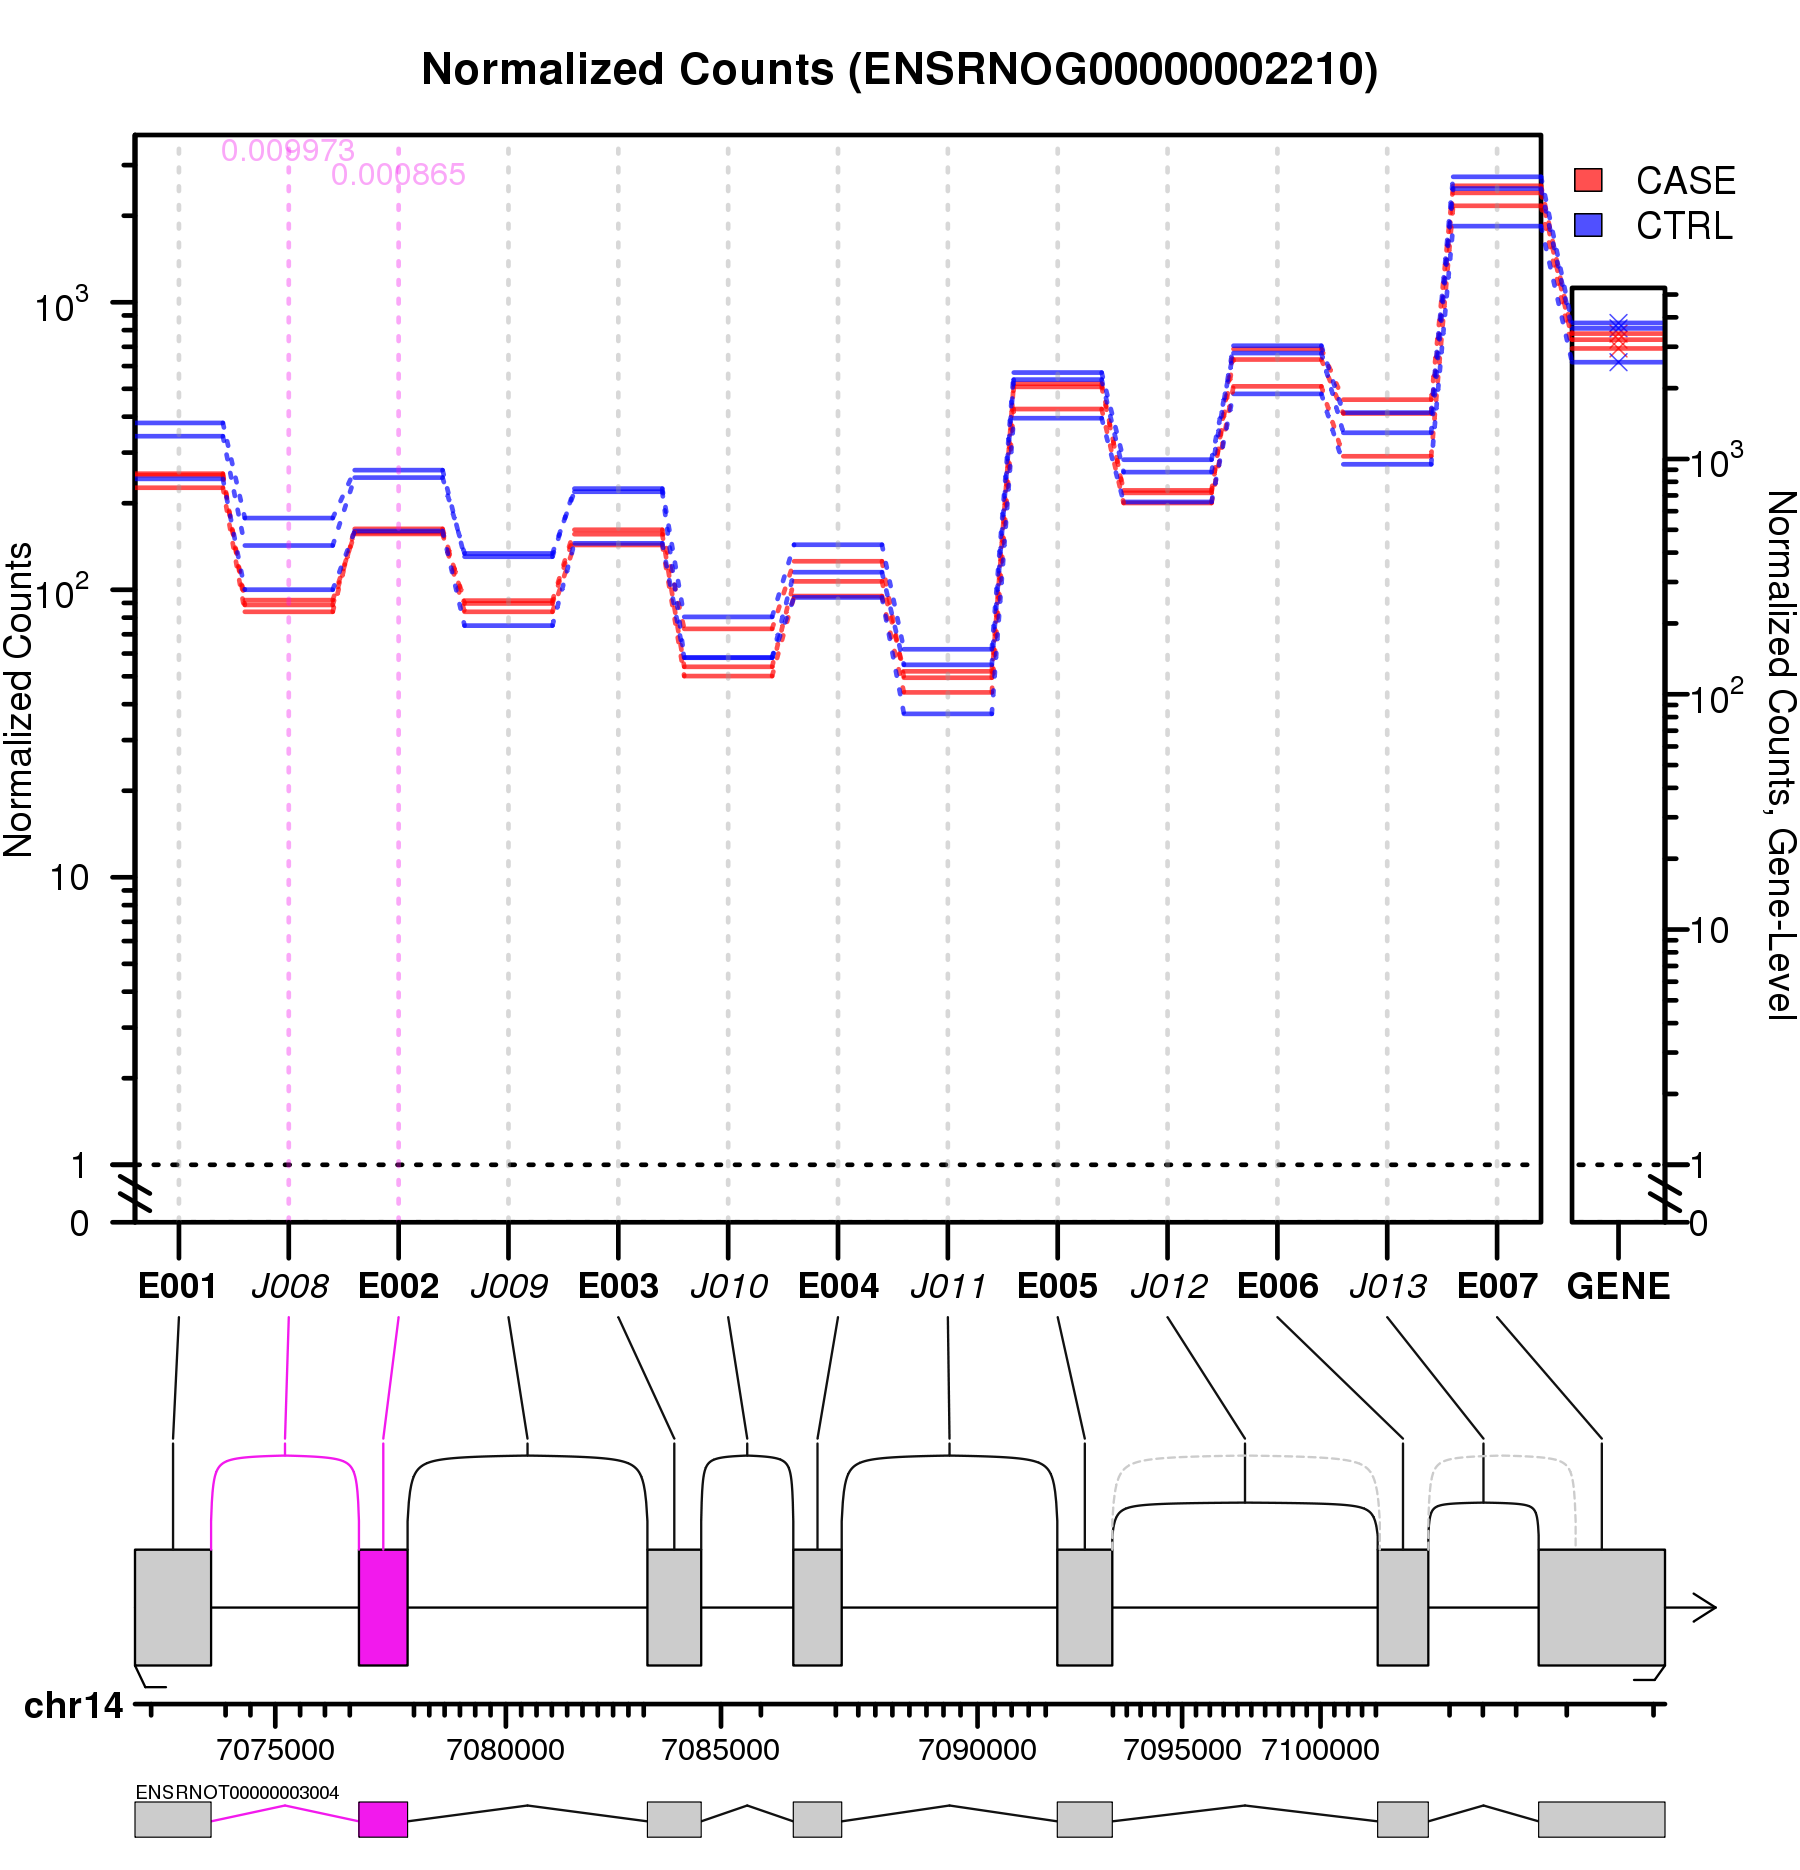 Normalized Counts (ENSRNOG00000002210)
0.009973
0.000865
CASE
CTRL
10³
10²
10
1
0
Normalized Counts
10³
10²
10
1
0
Normalized Counts, Gene-Level
E001 J008 E002 J009 E003 J010 E004 J011 E005 J012 E006 J013 E007 GENE
chr14
7075000 7080000 7085000 7090000 7095000 7100000
ENSRNOT00000003004